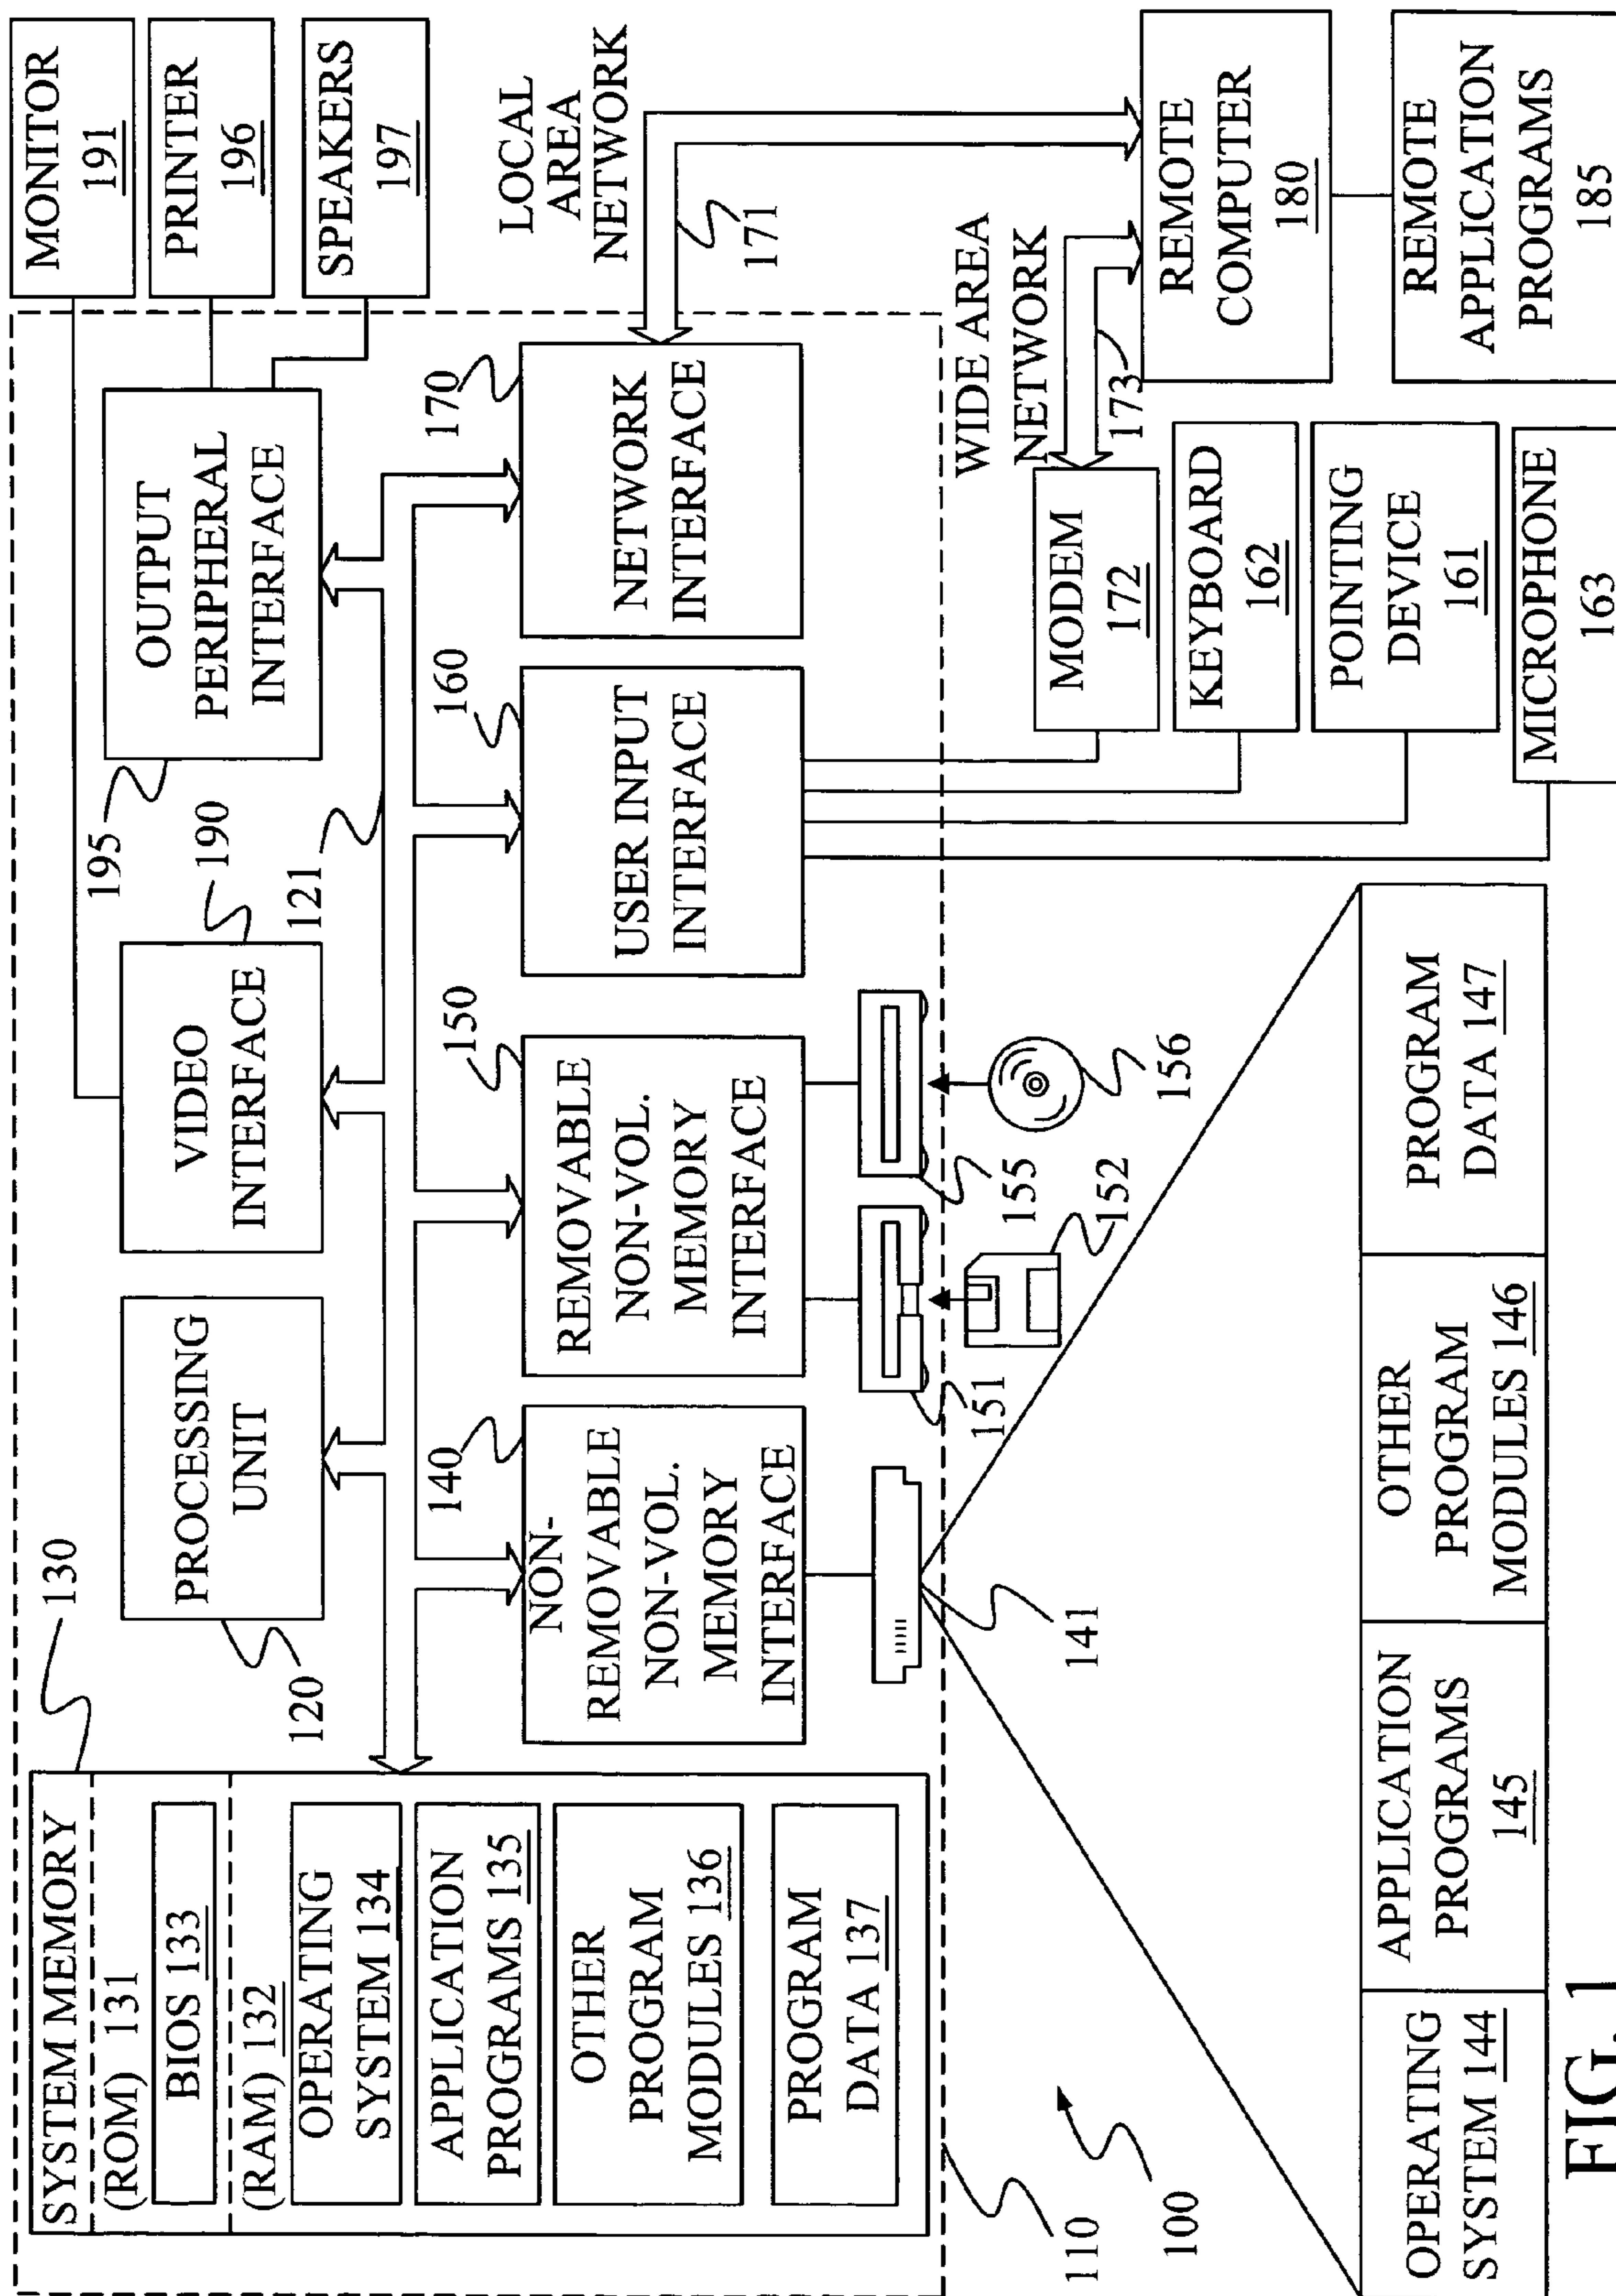 SYSTEM MEMORY
(ROM) 131
BIOS 133
(RAM) 132
OPERATING
SYSTEM 134
APPLICATION
PROGRAMS 135
OTHER
PROGRAM
MODULES 136
PROGRAM
DATA 137
130
PROCESSING
UNIT
120
VIDEO
INTERFACE
190
OUTPUT
PERIPHERAL
INTERFACE
195
121
MONITOR
191
PRINTER
196
SPEAKERS
197
NON-
REMOVABLE
NON-VOL.
MEMORY
INTERFACE
140
REMOVABLE
NON-VOL.
MEMORY
INTERFACE
150
USER INPUT
INTERFACE
160
NETWORK
INTERFACE
170
LOCAL
AREA
NETWORK
171
141
151
152
155
156
WIDE AREA
NETWORK
173
MODEM
172
KEYBOARD
162
POINTING
DEVICE
161
MICROPHONE
163
REMOTE
COMPUTER
180
REMOTE
APPLICATION
PROGRAMS
185
110
100
OPERATING
SYSTEM 144
APPLICATION
PROGRAMS
145
OTHER
PROGRAM
MODULES 146
PROGRAM
DATA 147
FIG. 1